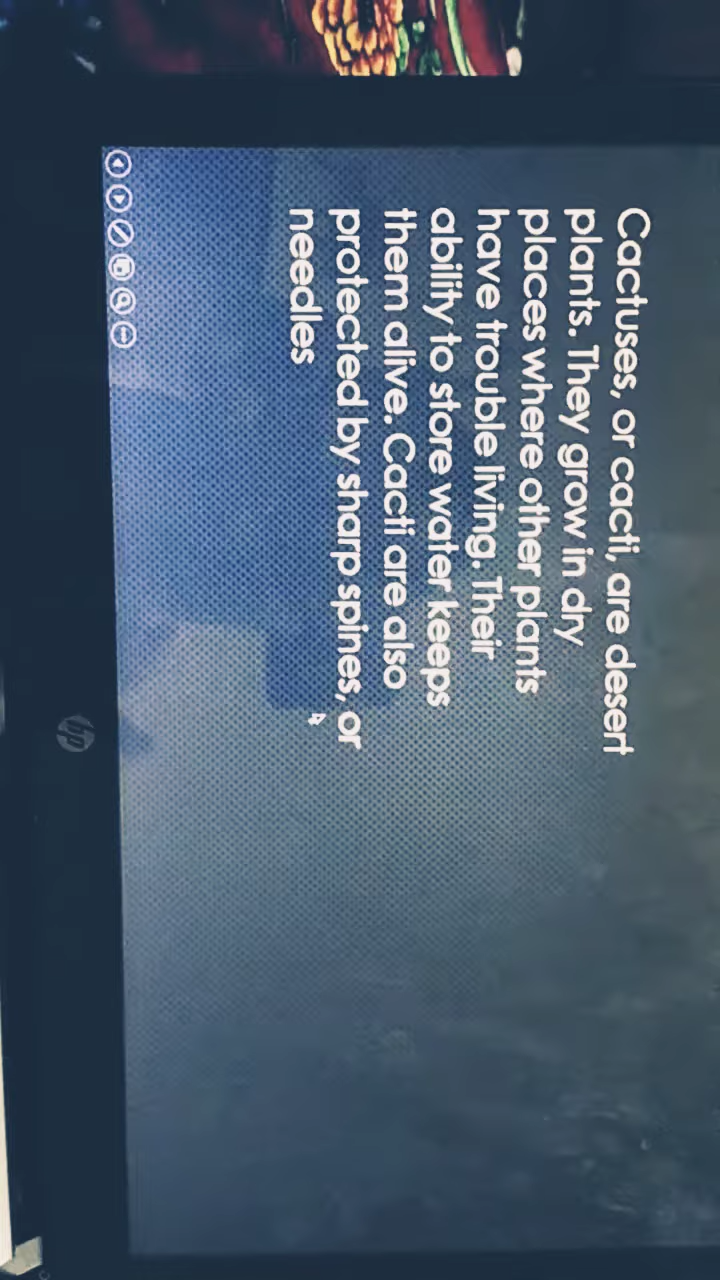 Cactuses, or cacti, are desert
plants. They grow in dry
places where other plants
have trouble living. Their
ability to store water keeps
them alive. Cacti are also
protected by sharp spines, or
needles
hp